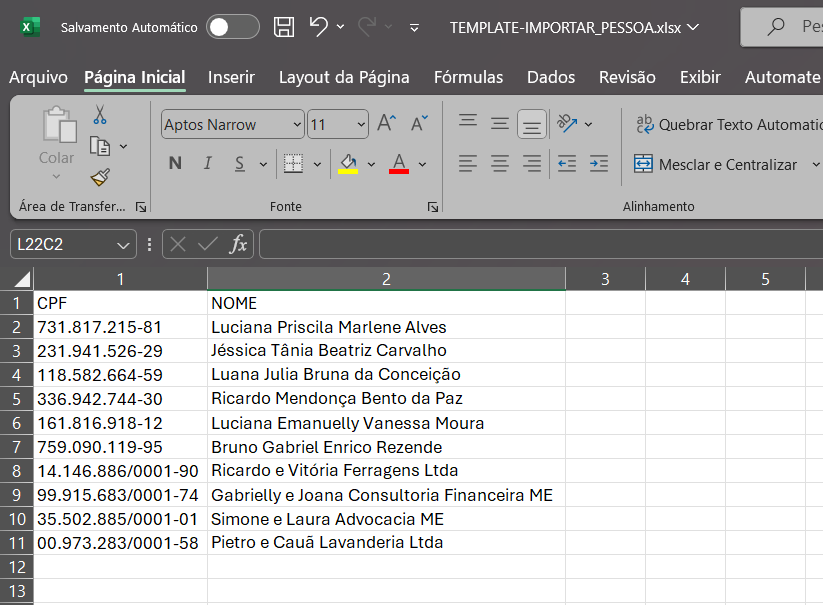 Salvamento Automático
TEMPLATE-IMPORTAR_PESSOA.xlsx
Arquivo Página Inicial Inserir Layout da Página Fórmulas Dados Revisão Exibir Automate
Colar
Aptos Narrow 11
Quebrar Texto Automatic
N I S A
Mesclar e Centralizar
Área de Transfer... Fonte Alinhamento
L22C2 fx
1 2 3 4 5
1 CPF NOME
2 731.817.215-81 Luciana Priscila Marlene Alves
3 231.941.526-29 Jéssica Tânia Beatriz Carvalho
4 118.582.664-59 Luana Julia Bruna da Conceição
5 336.942.744-30 Ricardo Mendonça Bento da Paz
6 161.816.918-12 Luciana Emanuelly Vanessa Moura
7 759.090.119-95 Bruno Gabriel Enrico Rezende
8 14.146.886/0001-90 Ricardo e Vitória Ferragens Ltda
9 99.915.683/0001-74 Gabrielly e Joana Consultoria Financeira ME
10 35.502.885/0001-01 Simone e Laura Advocacia ME
11 00.973.283/0001-58 Pietro e Cauã Lavanderia Ltda
12
13